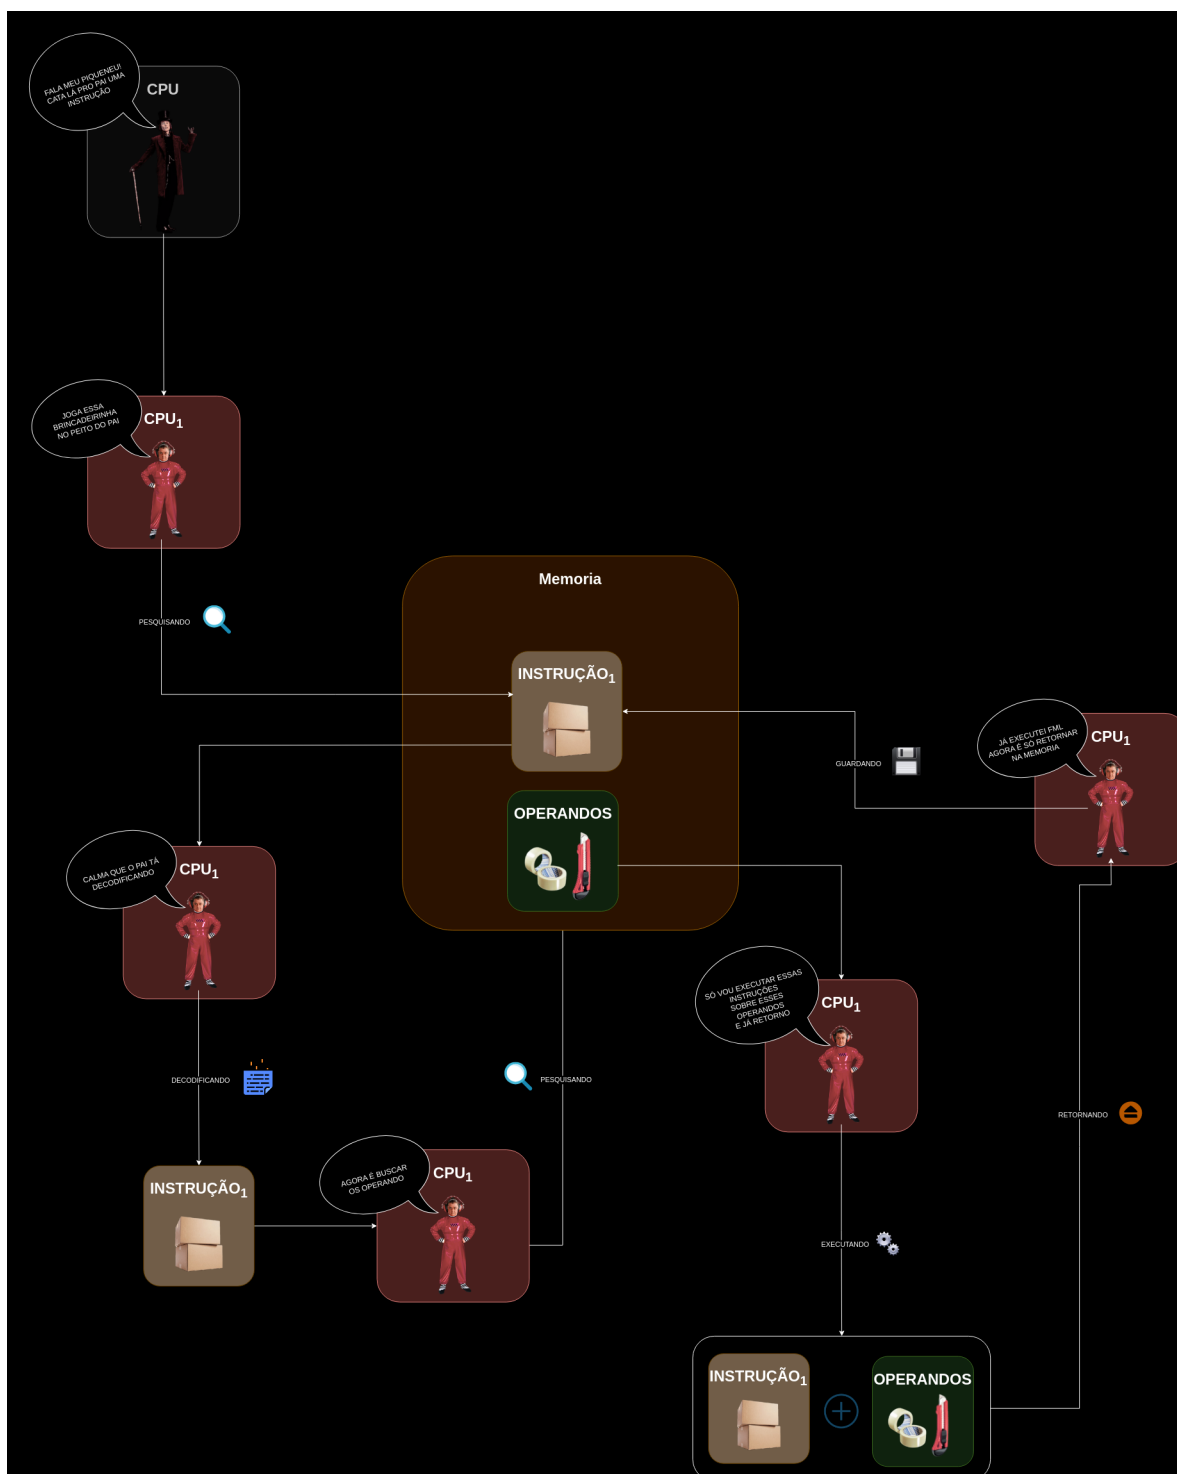 FALA MEU PIQUENEU!
CATA LÁ PRO PAI UMA
INSTRUÇÃO
CPU
JOGA ESSA
BRINCADEIRINHA
NO PEITO DO PAI
CPU1
PESQUISANDO
Memoria
INSTRUÇÃO1
OPERANDOS
GUARDANDO
JÁ EXECUTEI FML
AGORA É SÓ RETORNAR
NA MEMORIA
CPU1
CALMA QUE O PAI TÁ
DECODIFICANDO
CPU1
SÓ VOU EXECUTAR ESSAS
INSTRUÇÕES
SOBRE ESSES
OPERANDOS
E JÁ RETORNO
CPU1
DECODIFICANDO
PESQUISANDO
RETORNANDO
INSTRUÇÃO1
AGORA É BUSCAR
OS OPERANDO
CPU1
EXECUTANDO
INSTRUÇÃO1
OPERANDOS